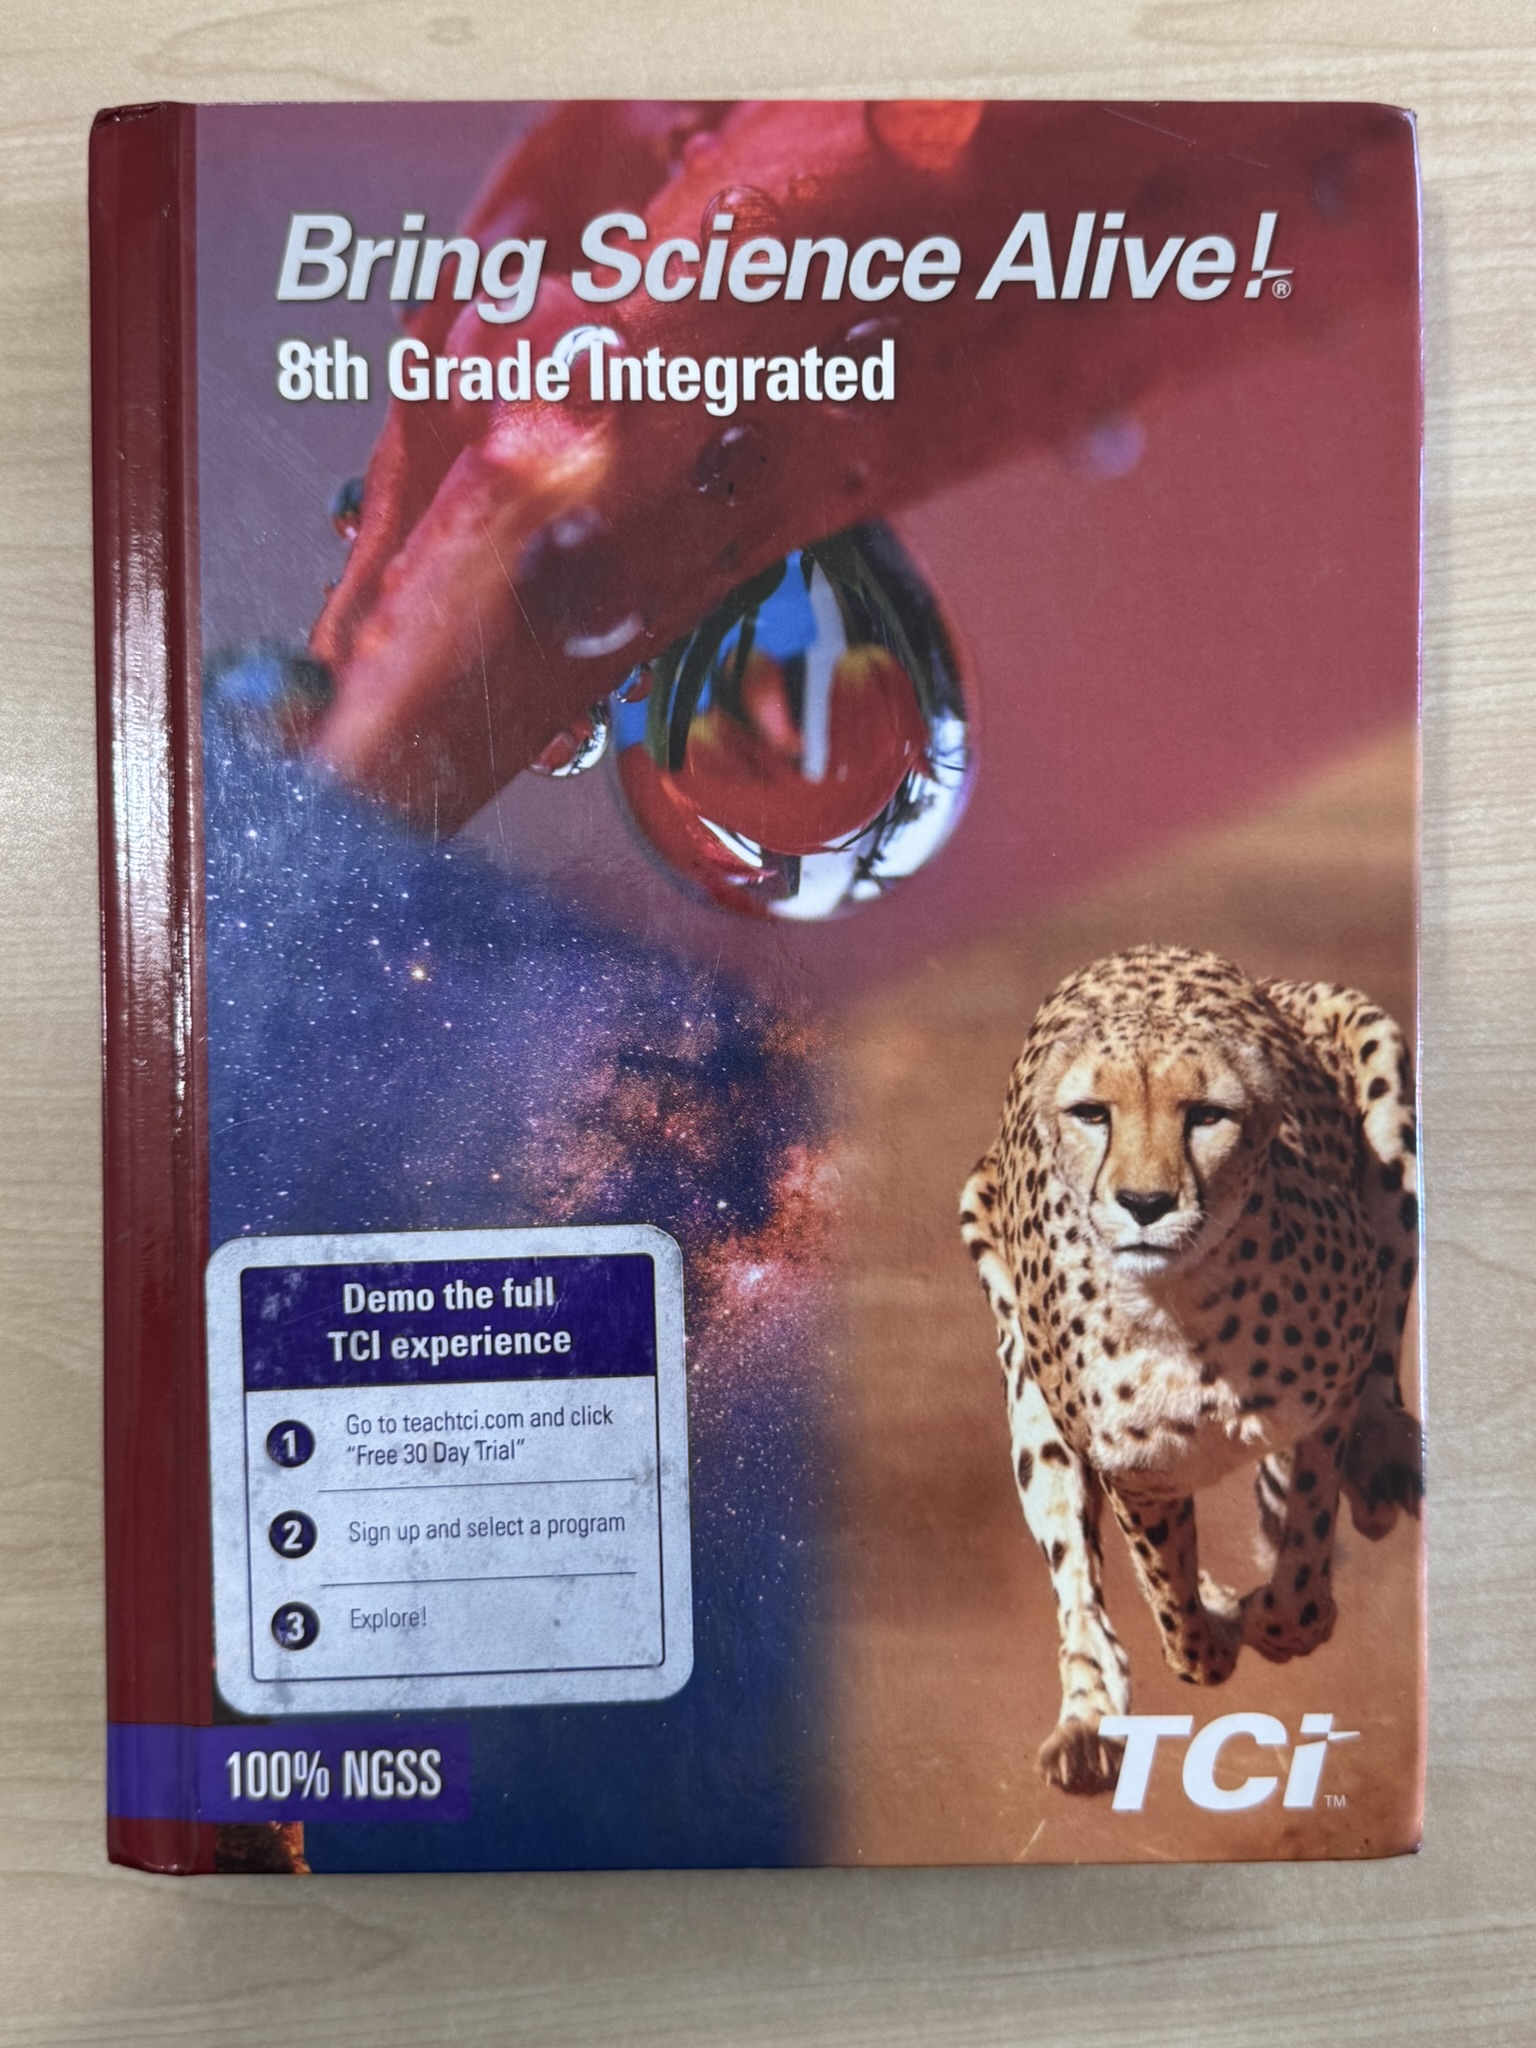 Bring Science Alive!®
8th Grade Integrated
Demo the full
TCI experience
1
Go to teachtci.com and click
“Free 30 Day Trial”
2
Sign up and select a program
3
Explore!
100% NGSS
TCi™